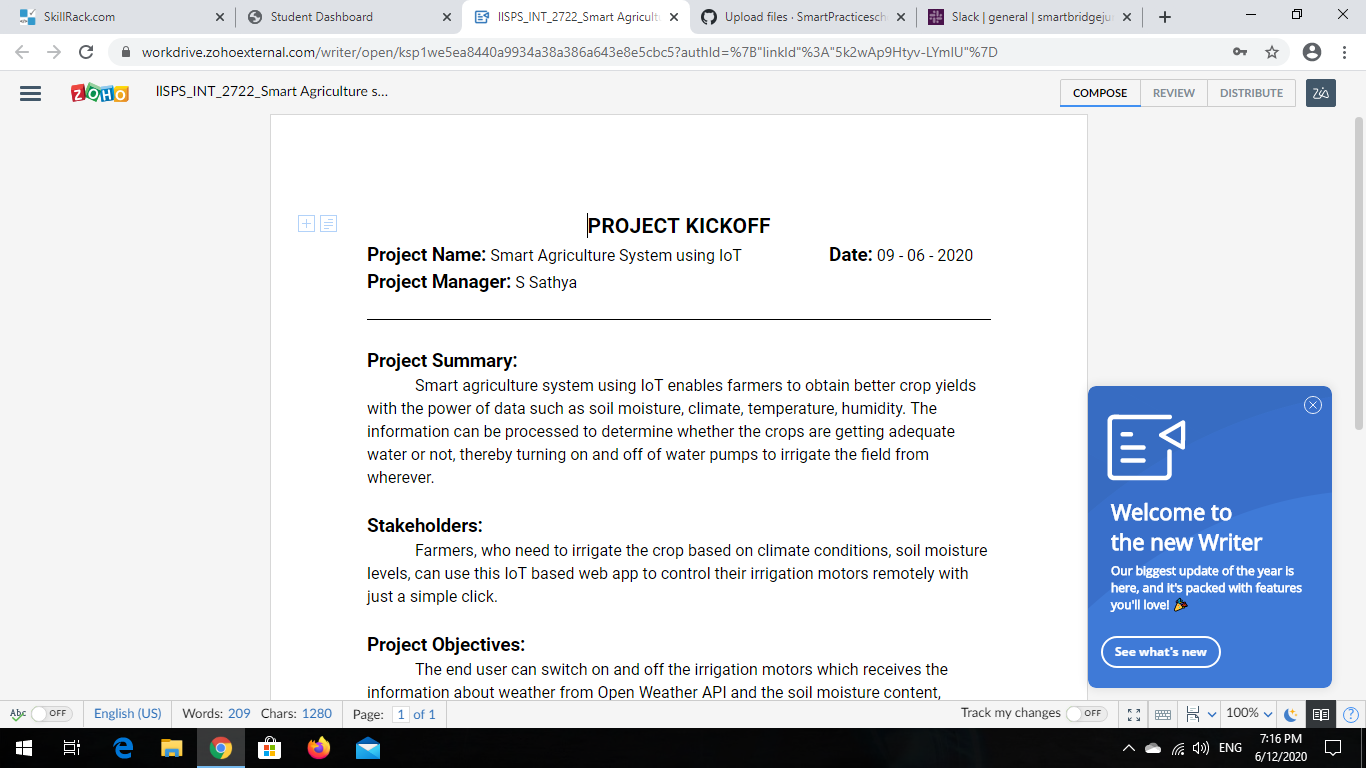 SkillRack.com
Student Dashboard
IISPS_INT_2722_Smart Agricult
Upload files · SmartPracticesch
Slack | general | smartbridgeju
workdrive.zohoexternal.com/writer/open/ksp1we5ea8440a9934a38a386a643e8e5cbc5?authId=%7B"linkId"%3A"5k2wAp9Htyv-LYmlU"%7D
ZOHO
IISPS_INT_2722_Smart Agriculture s...
COMPOSE
REVIEW
DISTRIBUTE
PROJECT KICKOFF
Project Name: Smart Agriculture System using IoT Date: 09 - 06 - 2020
Project Manager: S Sathya
Project Summary:
Smart agriculture system using IoT enables farmers to obtain better crop yields
with the power of data such as soil moisture, climate, temperature, humidity. The
information can be processed to determine whether the crops are getting adequate
water or not, thereby turning on and off of water pumps to irrigate the field from
wherever.
Stakeholders:
Farmers, who need to irrigate the crop based on climate conditions, soil moisture
levels, can use this IoT based web app to control their irrigation motors remotely with
just a simple click.
Project Objectives:
The end user can switch on and off the irrigation motors which receives the
information about weather from Open Weather API and the soil moisture content,
Welcome to
the new Writer
Our biggest update of the year is
here, and it's packed with features
you'll love! 🎉
See what's new
Abc OFF
English (US)
Words: 209 Chars: 1280
Page: 1 of 1
Track my changes OFF
100%
ENG
7:16 PM
6/12/2020